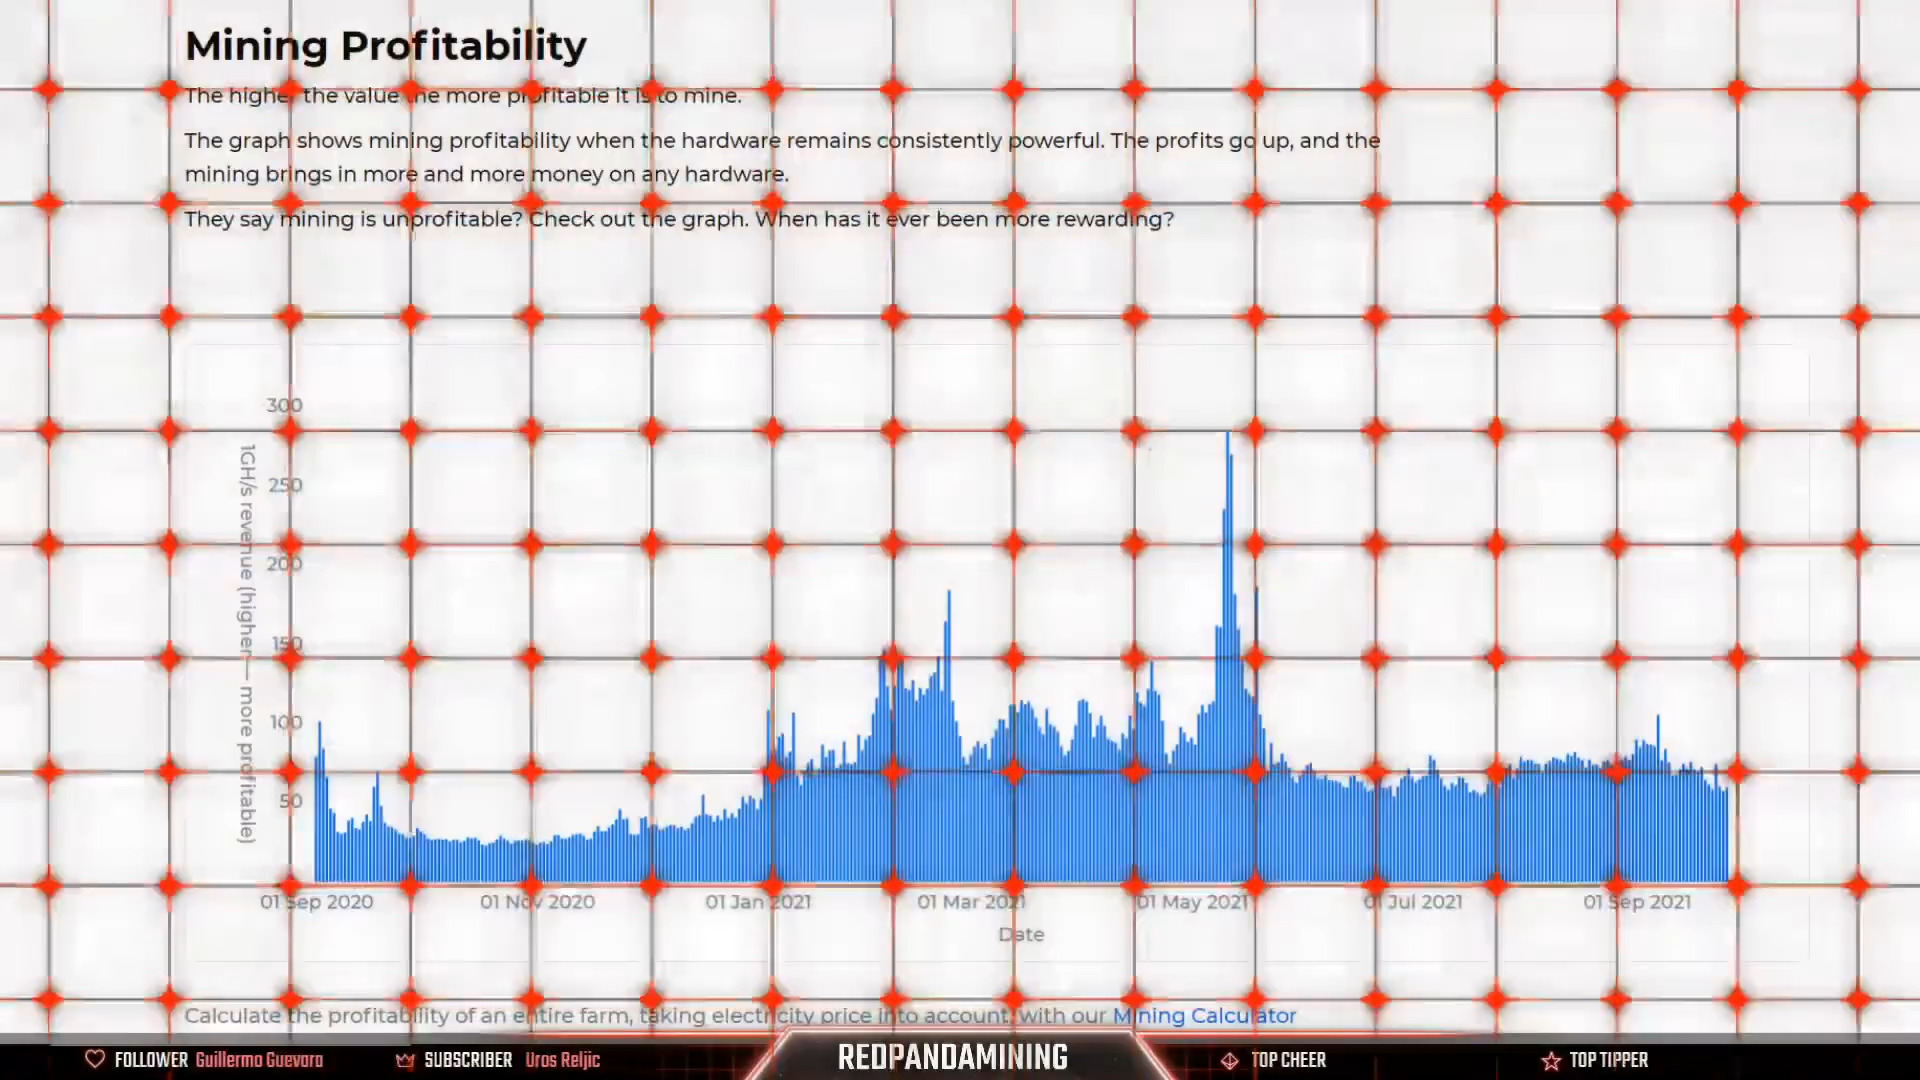 Mining Profitability
The higher the value the more profitable it is to mine.
The graph shows mining profitability when the hardware remains consistently powerful. The profits go up, and the
mining brings in more and more money on any hardware.
They say mining is unprofitable? Check out the graph. When has it ever been more rewarding?
300
250
200
150
100
50
1GH/s revenue (higher — more profitable)
01 Sep 2020
01 Nov 2020
01 Jan 2021
01 Mar 2021
01 May 2021
01 Jul 2021
01 Sep 2021
Date
Calculate the profitability of an entire farm, taking electricity price into account, with our Mining Calculator
FOLLOWER Guillermo Guevara
SUBSCRIBER Uros Reljic
REDPANDAMINING
TOP CHEER
TOP TIPPER